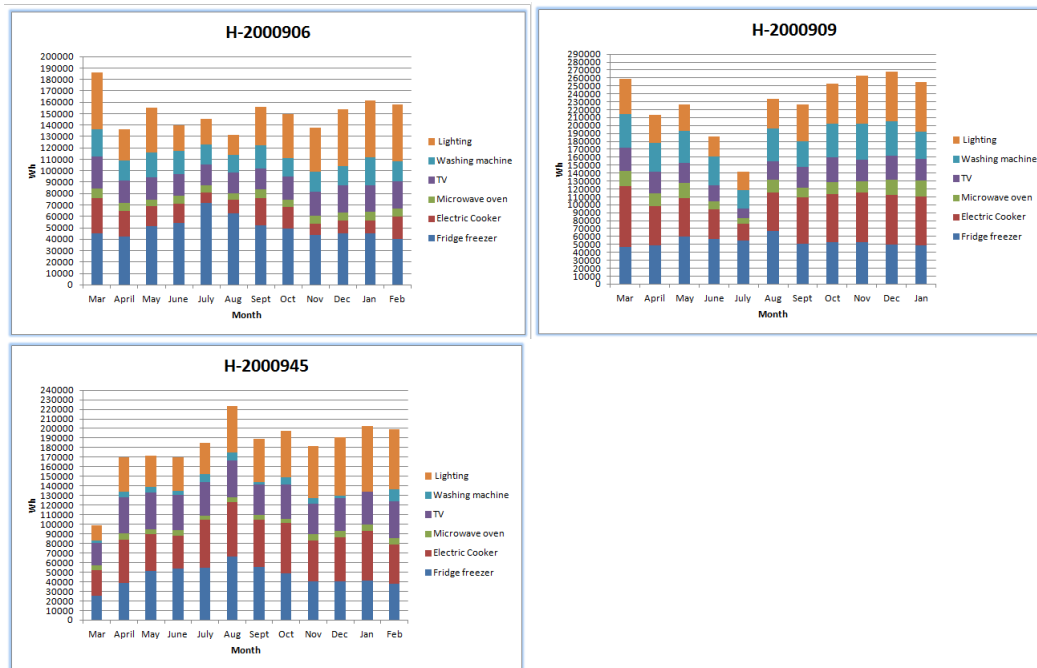 H-2000906
200000
190000
180000
170000
160000
150000
140000
130000
120000
110000
100000
90000
80000
70000
60000
50000
40000
30000
20000
10000
0
Wh
Mar April May June July Aug Sept Oct Nov Dec Jan Feb
Month
Lighting
Washing machine
TV
Microwave oven
Electric Cooker
Fridge freezer
H-2000909
290000
280000
270000
260000
250000
240000
230000
220000
210000
200000
190000
180000
170000
160000
150000
140000
130000
120000
110000
100000
90000
80000
70000
60000
50000
40000
30000
20000
10000
0
Wh
Mar April May June July Aug Sept Oct Nov Dec Jan
Month
Lighting
Washing machine
TV
Microwave oven
Electric Cooker
Fridge freezer
H-2000945
240000
230000
220000
210000
200000
190000
180000
170000
160000
150000
140000
130000
120000
110000
100000
90000
80000
70000
60000
50000
40000
30000
20000
10000
0
Wh
Mar April May June July Aug Sept Oct Nov Dec Jan Feb
Month
Lighting
Washing machine
TV
Microwave oven
Electric Cooker
Fridge freezer